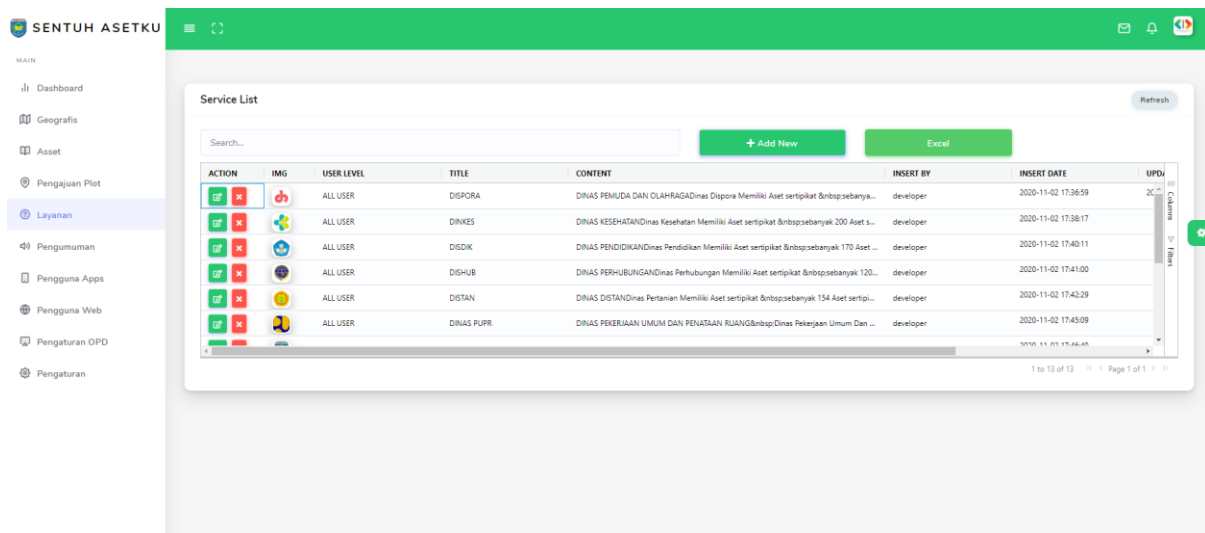 SENTUH ASETKU
MAIN
Dashboard
Geografis
Asset
Pengajuan Plot
Layanan
Pengumuman
Pengguna Apps
Pengguna Web
Pengaturan OPD
Pengaturan
Service List
Refresh
Search...
+ Add New
Excel
ACTION IMG USER LEVEL TITLE CONTENT INSERT BY INSERT DATE UPDA
ALL USER DISPORA DINAS PEMUDA DAN OLAHRAGADinas Dispora Memiliki Aset sertipikat &nbsp;sebanya... developer 2020-11-02 17:36:59 20
ALL USER DINKES DINAS KESEHATANDinas Kesehatan Memiliki Aset sertipikat &nbsp;sebanyak 200 Aset s... developer 2020-11-02 17:38:17
ALL USER DISDIK DINAS PENDIDIKANDinas Pendidikan Memiliki Aset sertipikat &nbsp;sebanyak 170 Aset ... developer 2020-11-02 17:40:11
ALL USER DISHUB DINAS PERHUBUNGANDinas Perhubungan Memiliki Aset sertipikat &nbsp;sebanyak 120... developer 2020-11-02 17:41:00
ALL USER DISTAN DINAS DISTANDinas Pertanian Memiliki Aset sertipikat &nbsp;sebanyak 154 Aset sertipi... developer 2020-11-02 17:42:29
ALL USER DINAS PUPR DINAS PEKERJAAN UMUM DAN PENATAAN RUANG&nbsp;Dinas Pekerjaan Umum Dan ... developer 2020-11-02 17:45:09
2020-11-02 17:46:40
Columns
Filters
1 to 13 of 13 Page 1 of 1